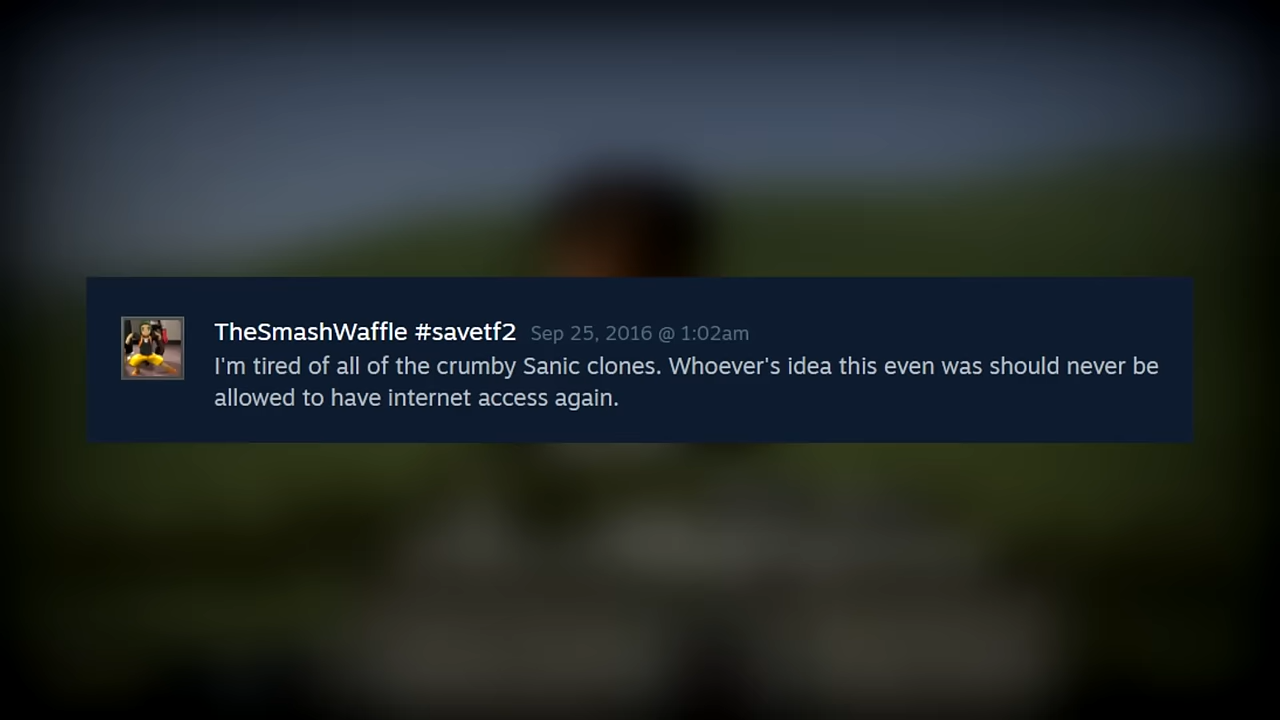 TheSmashWaffle #savetf2 Sep 25, 2016 @ 1:02am
I'm tired of all of the crumby Sanic clones. Whoever's idea this even was should never be
allowed to have internet access again.